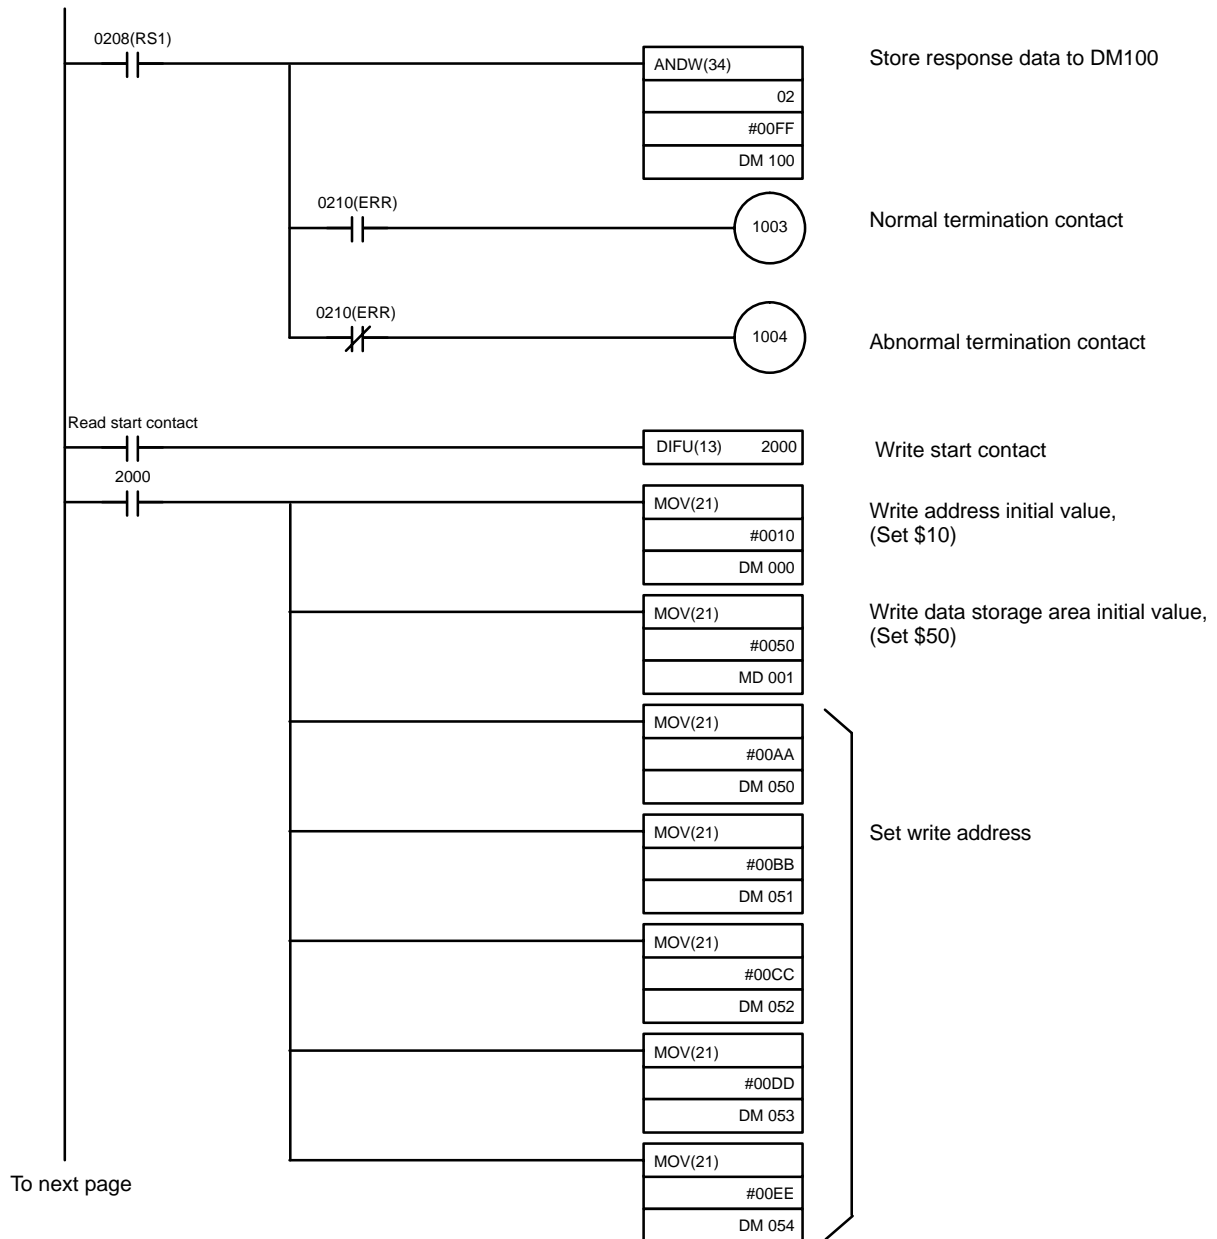 0208(RS1)
ANDW(34)
02
#00FF
DM 100
Store response data to DM100
0210(ERR)
1003
Normal termination contact
0210(ERR)
1004
Abnormal termination contact
Read start contact
DIFU(13) 2000
Write start contact
2000
MOV(21)
#0010
DM 000
Write address initial value,
(Set $10)
MOV(21)
#0050
MD 001
Write data storage area initial value,
(Set $50)
MOV(21)
#00AA
DM 050
MOV(21)
#00BB
DM 051
Set write address
MOV(21)
#00CC
DM 052
MOV(21)
#00DD
DM 053
MOV(21)
#00EE
DM 054
To next page